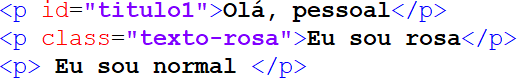 <p id="titulo1">Olá, pessoal</p>
<p class="texto-rosa">Eu sou rosa</p>
<p> Eu sou normal </p>